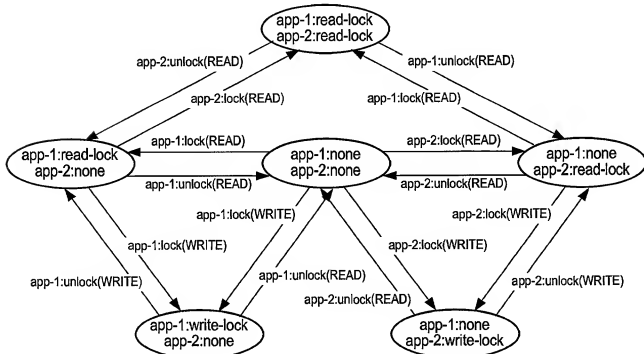 app-1:read-lock
app-2:read-lock
app-2:unlock(READ)
app-1:unlock(READ)
app-2:lock(READ)
app-1:lock(READ)
app-1:lock(READ)
app-2:lock(READ)
app-1:read-lock
app-2:none
app-1:none
app-2:none
app-1:none
app-2:read-lock
app-1:unlock(READ)
app-2:unlock(READ)
app-1:lock(WRITE)
app-2:lock(WRITE)
app-1:lock(WRITE)
app-2:lock(WRITE)
app-1:unlock(WRITE)
app-1:unlock(READ)
app-2:unlock(WRITE)
app-2:unlock(READ)
app-1:write-lock
app-2:none
app-1:none
app-2:write-lock